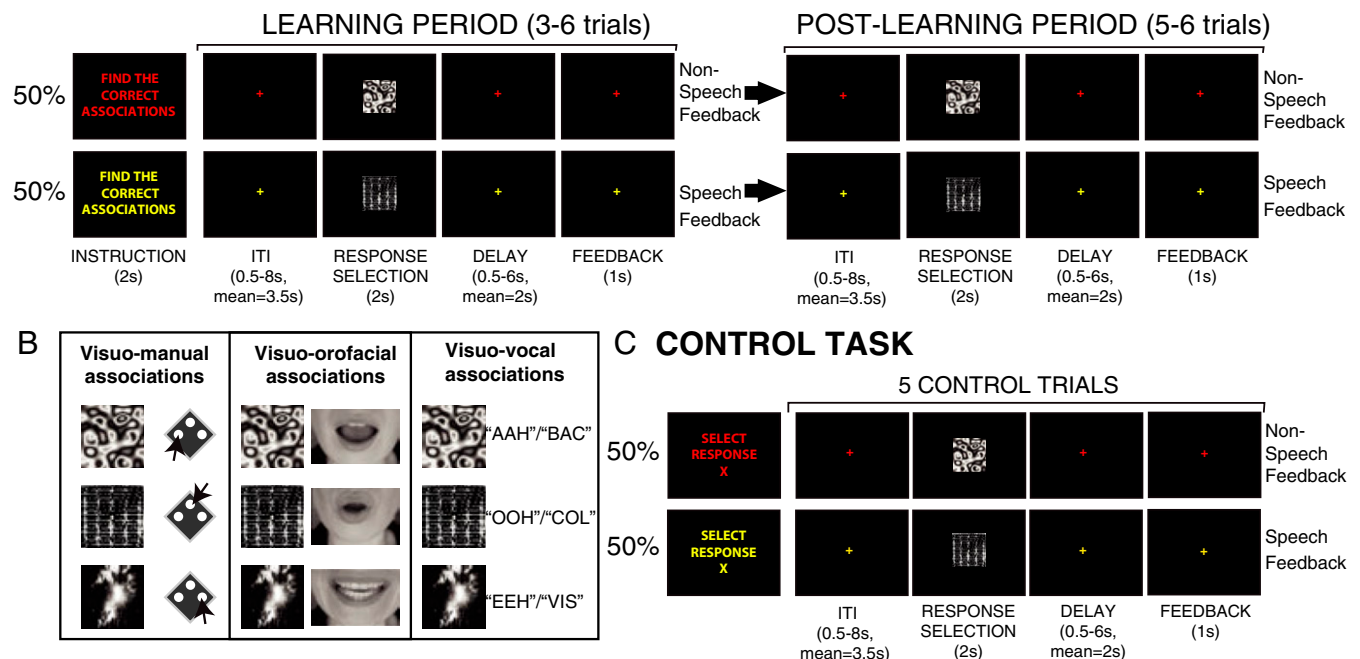 LEARNING PERIOD (3-6 trials)
POST-LEARNING PERIOD (5-6 trials)
50%
FIND THE
CORRECT
ASSOCIATIONS
Non-
Speech
Feedback
Non-
Speech
Feedback
50%
FIND THE
CORRECT
ASSOCIATIONS
Speech
Feedback
Speech
Feedback
INSTRUCTION
(2s)
ITI
(0.5-8s,
mean=3.5s)
RESPONSE
SELECTION
(2s)
DELAY
(0.5-6s,
mean=2s)
FEEDBACK
(1s)
ITI
(0.5-8s,
mean=3.5s)
RESPONSE
SELECTION
(2s)
DELAY
(0.5-6s,
mean=2s)
FEEDBACK
(1s)
B
Visuo-manual
associations
Visuo-orofacial
associations
Visuo-vocal
associations
“AAH”/“BAC”
“OOH”/“COL”
“EEH”/“VIS”
C CONTROL TASK
5 CONTROL TRIALS
50%
SELECT
RESPONSE
X
Non-
Speech
Feedback
50%
SELECT
RESPONSE
X
Speech
Feedback
ITI
(0.5-8s,
mean=3.5s)
RESPONSE
SELECTION
(2s)
DELAY
(0.5-6s,
mean=2s)
FEEDBACK
(1s)